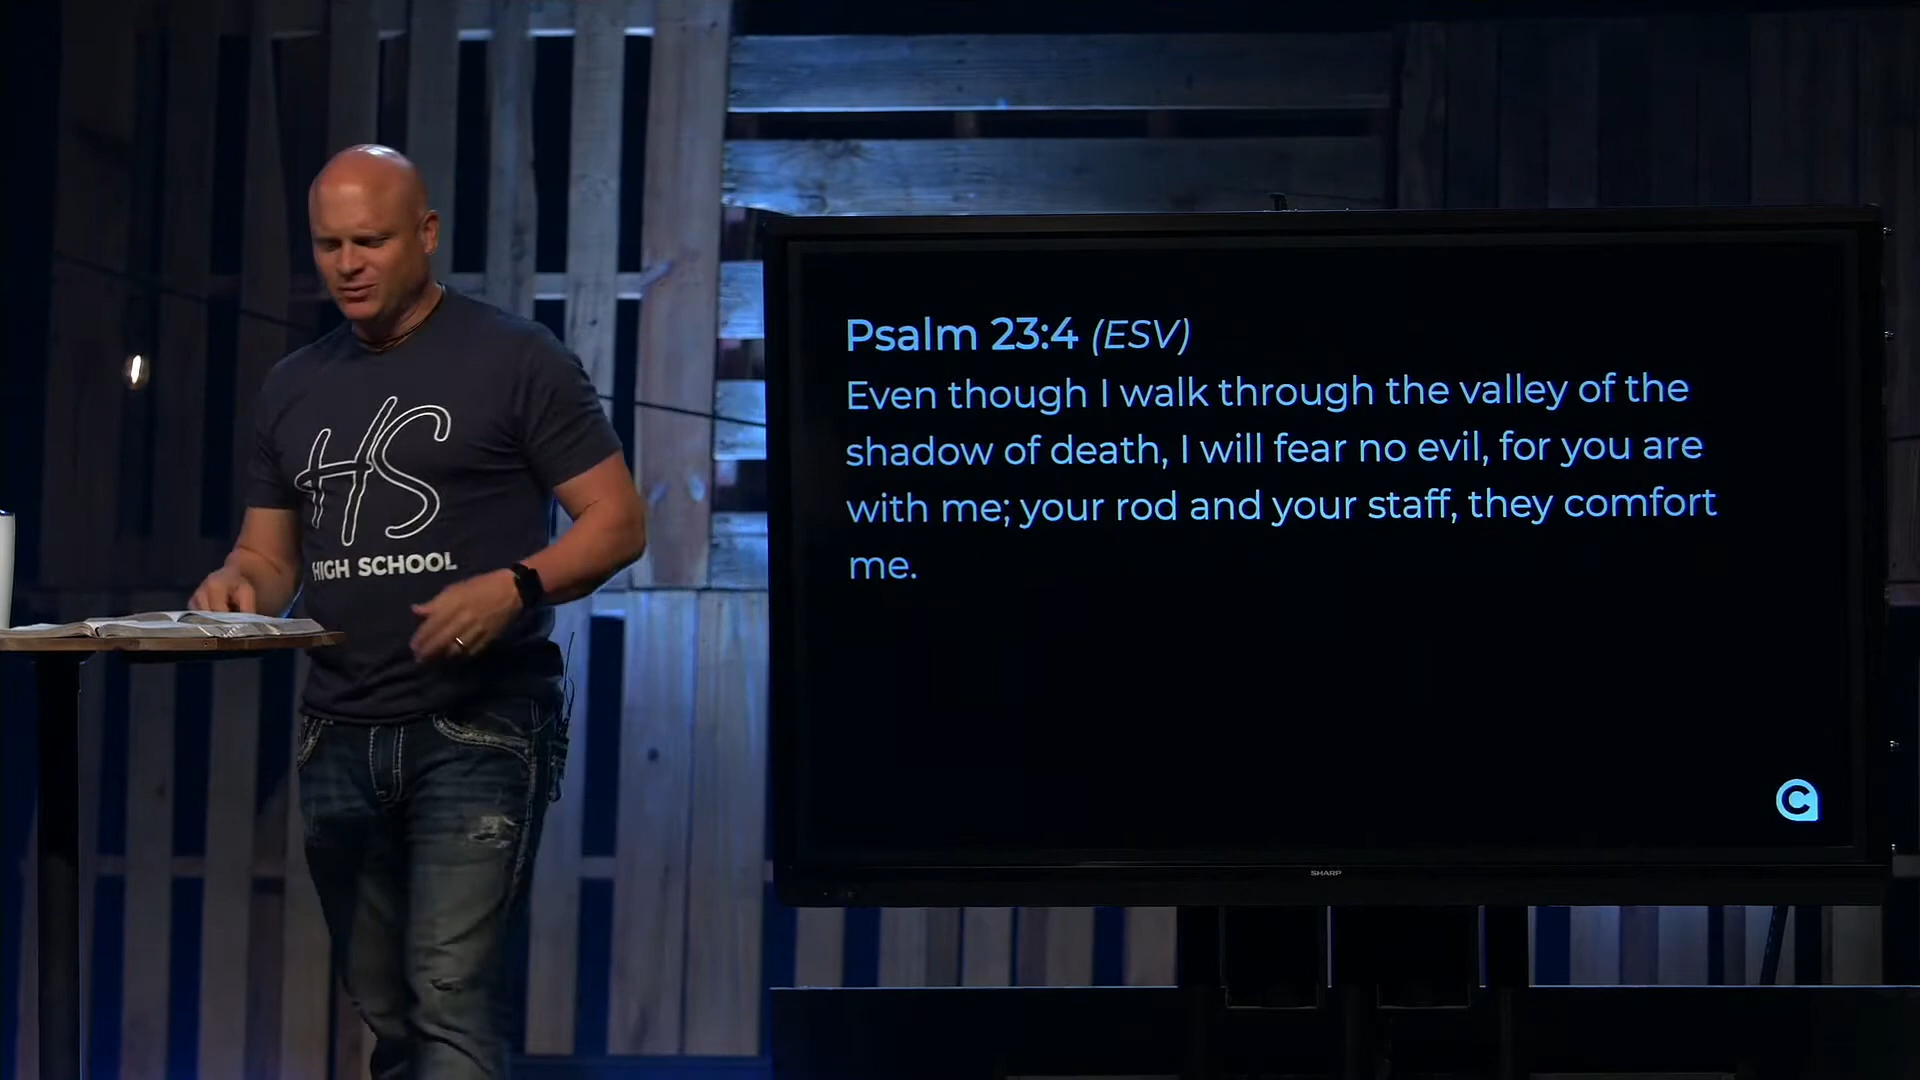 Psalm 23:4 (ESV)
Even though I walk through the valley of the
shadow of death, I will fear no evil, for you are
with me; your rod and your staff, they comfort
me.
HS
HIGH SCHOOL
C
SHARP